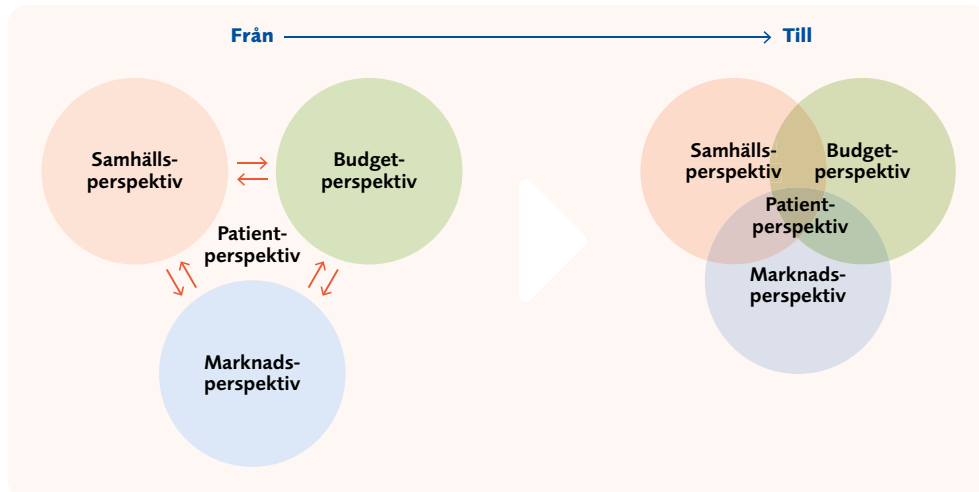 Från
Till
Samhälls-
perspektiv
Budget-
perspektiv
Patient-
perspektiv
Marknads-
perspektiv
Samhälls-
perspektiv
Budget-
perspektiv
Patient-
perspektiv
Marknads-
perspektiv